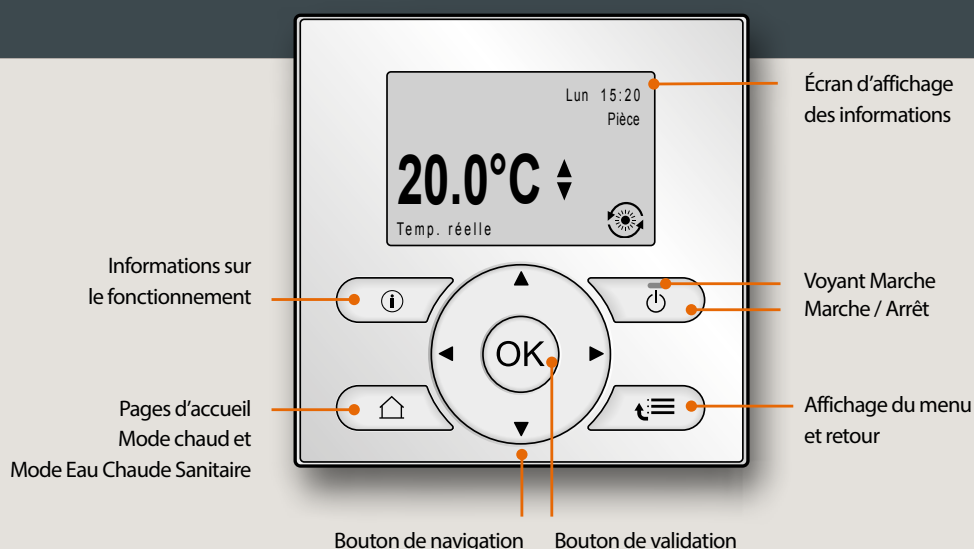 Lun 15:20
Pièce
20.0°C
Temp. réelle
OK
Écran d’affichage
des informations
Informations sur
le fonctionnement
Voyant Marche
Marche / Arrêt
Pages d’accueil
Mode chaud et
Mode Eau Chaude Sanitaire
Affichage du menu
et retour
Bouton de navigation
Bouton de validation